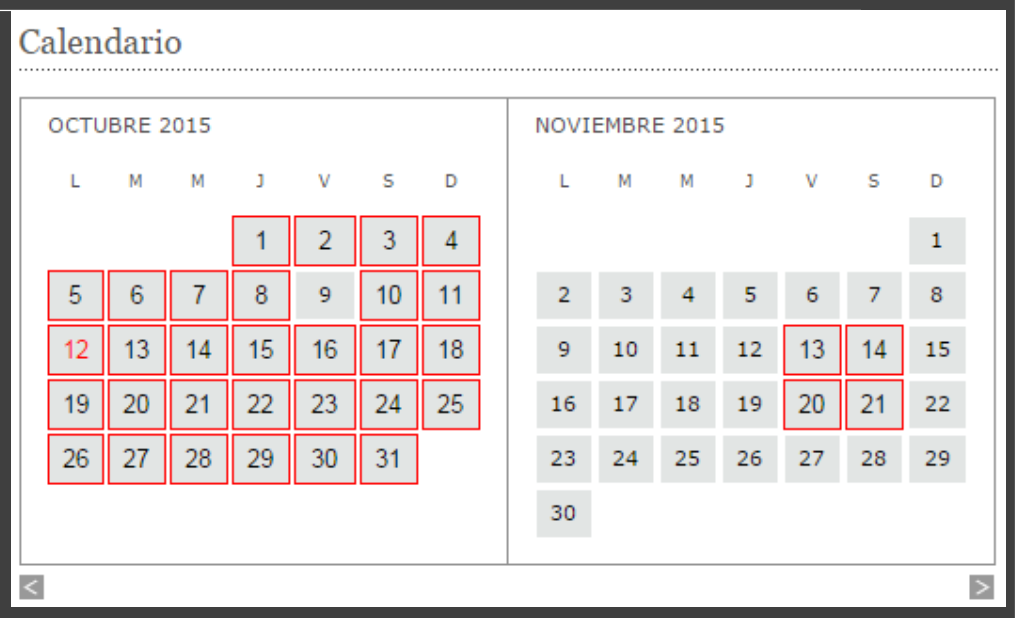 Calendario
OCTUBRE 2015
L M M J V S D
1 2 3 4
5 6 7 8 9 10 11
12 13 14 15 16 17 18
19 20 21 22 23 24 25
26 27 28 29 30 31
NOVIEMBRE 2015
L M M J V S D
1
2 3 4 5 6 7 8
9 10 11 12 13 14 15
16 17 18 19 20 21 22
23 24 25 26 27 28 29
30
< >